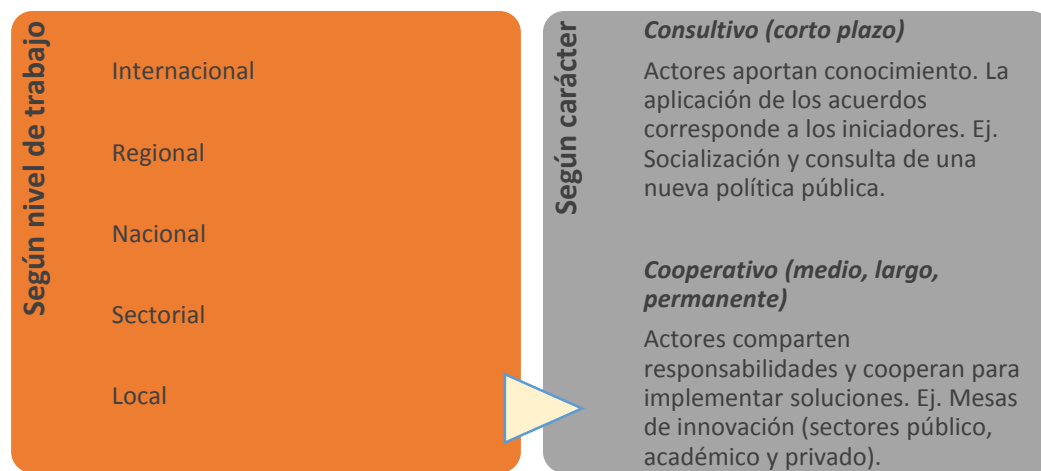 Según nivel de trabajo
Internacional
Regional
Nacional
Sectorial
Local
Según carácter
Consultivo (corto plazo)
Actores aportan conocimiento. La
aplicación de los acuerdos
corresponde a los iniciadores. Ej.
Socialización y consulta de una
nueva política pública.
Cooperativo (medio, largo,
permanente)
Actores comparten
responsabilidades y cooperan para
implementar soluciones. Ej. Mesas
de innovación (sectores público,
académico y privado).